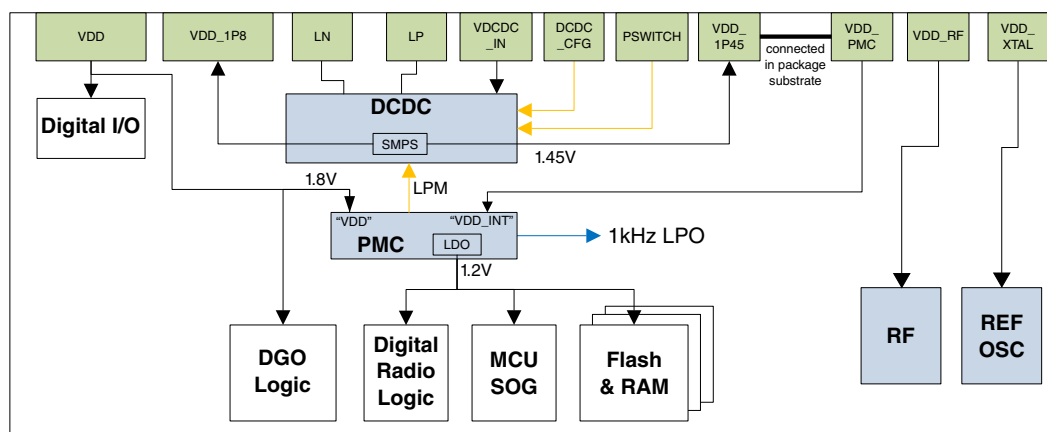 VDD
VDD_1P8
LN
LP
VDCDC
_IN
DCDC
_CFG
PSWITCH
VDD_
1P45
VDD_
PMC
VDD_RF
VDD_
XTAL
connected
in package
substrate
Digital I/O
DCDC
SMPS
1.45V
1.8V
LPM
"VDD"
"VDD_INT"
PMC
LDO
1kHz LPO
1.2V
DGO
Logic
Digital
Radio
Logic
MCU
SOG
Flash
& RAM
RF
REF
OSC